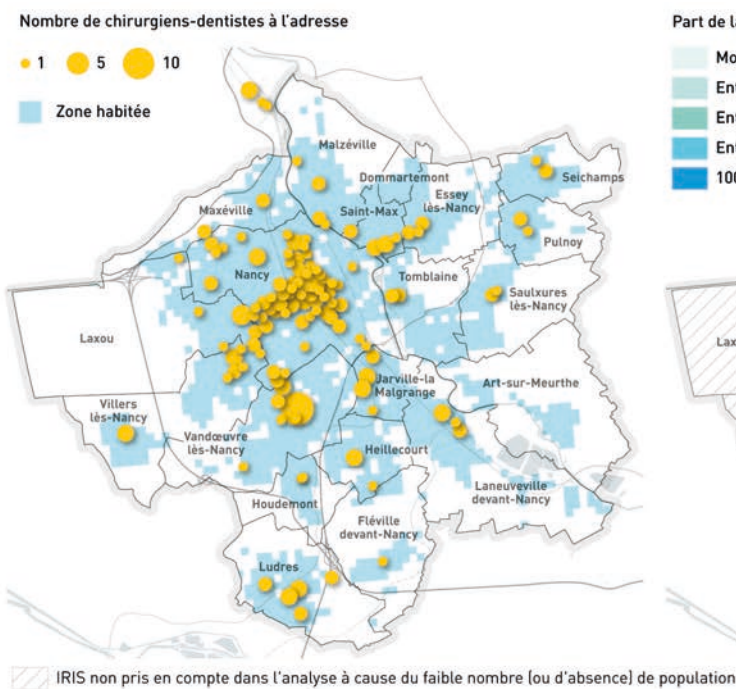 Nombre de chirurgiens-dentistes à l'adresse
1 5 10
Zone habitée
Malzéville
Dommartemont
Seichamps
Essey
lès-Nancy
Maxéville
Saint-Max
Pulnoy
Nancy
Tomblaine
Saulxures
lès-Nancy
Laxou
Jarville-la
Malgrange
Art-sur-Meurthe
Villers
lès-Nancy
Vandœuvre
lès-Nancy
Heillecourt
Laneuveville
devant-Nancy
Houdemont
Fléville
devant-Nancy
Ludres
Part de la
Mo
Ent
Ent
Ent
100
Lax
IRIS non pris en compte dans l'analyse à cause du faible nombre (ou d'absence) de population